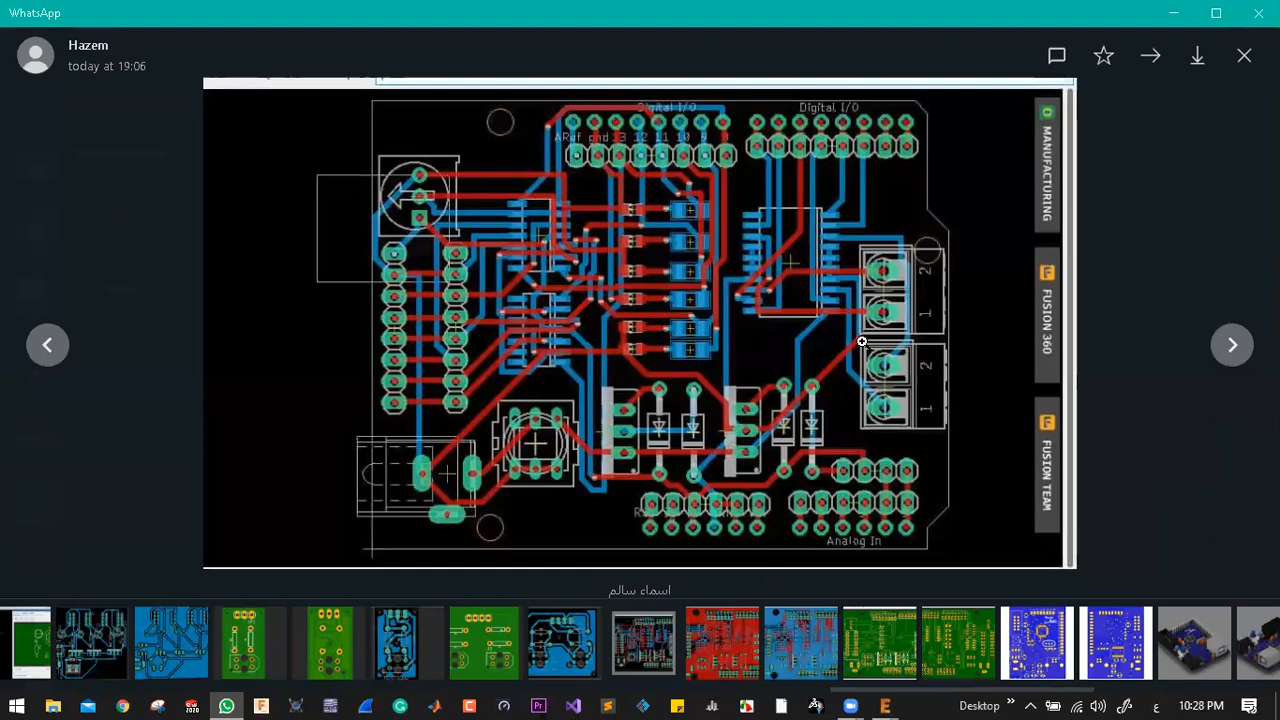 WhatsApp
Hazem
today at 19:06
Digital I/O
Digital I/O
ARef gnd 13 12 11 10 9 8
MANUFACTURING
FUSION 360
FUSION TEAM
2
1
2
1
Analog In
اسماء سالم
2020
Desktop
ع
10:28 PM